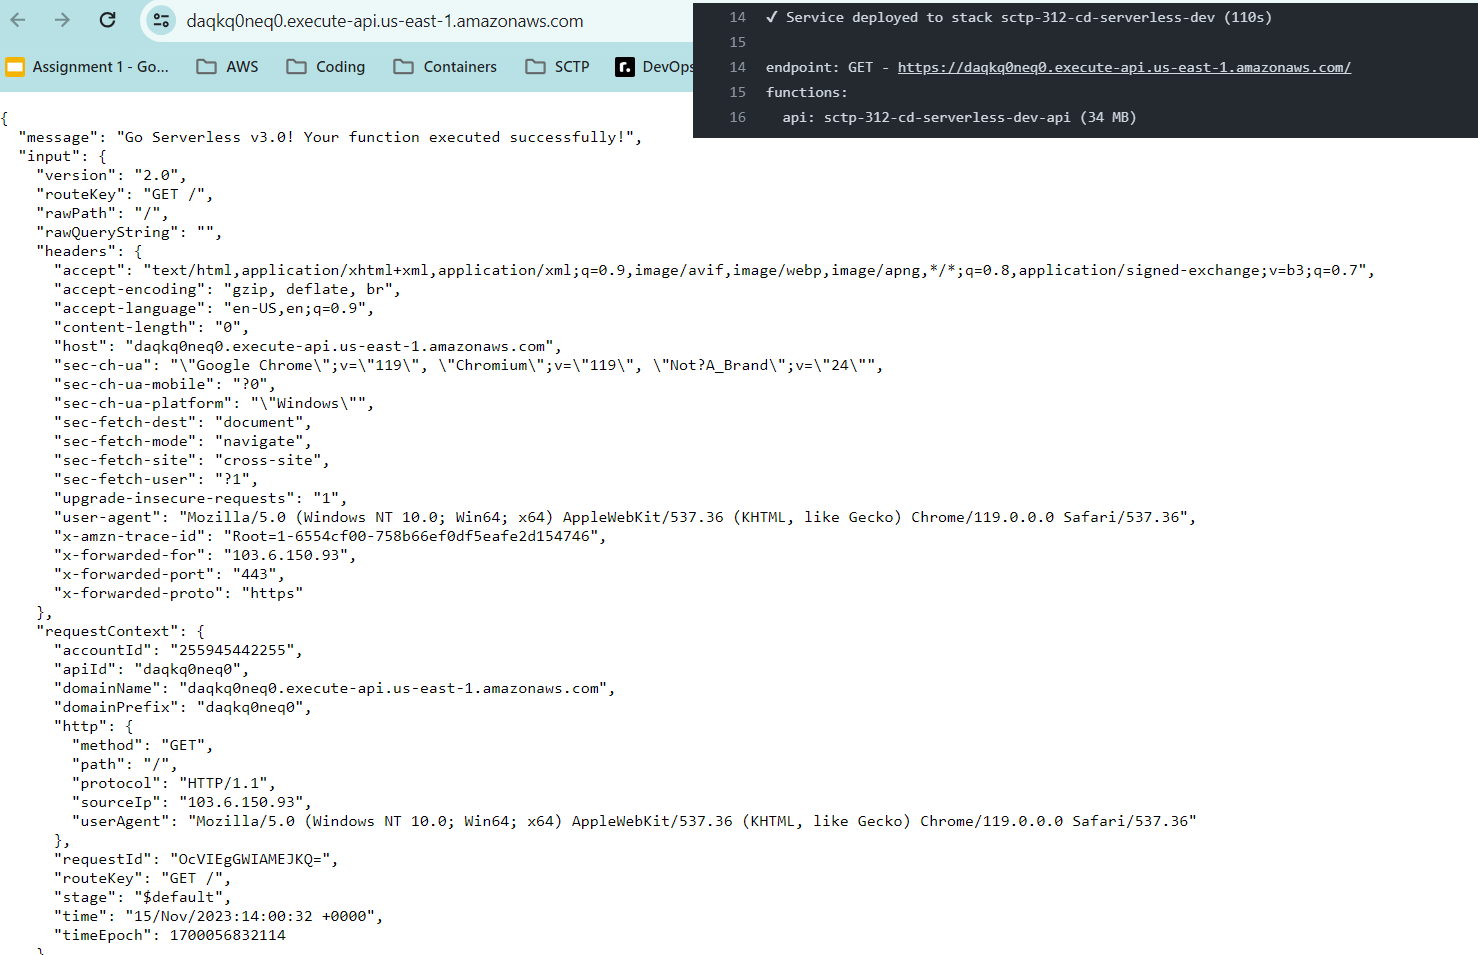 daqkq0neq0.execute-api.us-east-1.amazonaws.com
Assignment 1 - Go... AWS Coding Containers SCTP DevOps
14 ✓ Service deployed to stack sctp-312-cd-serverless-dev (110s)
15
14 endpoint: GET - https://daqkq0neq0.execute-api.us-east-1.amazonaws.com/
15 functions:
16 api: sctp-312-cd-serverless-dev-api (34 MB)
{
"message": "Go Serverless v3.0! Your function executed successfully!",
"input": {
"version": "2.0",
"routeKey": "GET /",
"rawPath": "/",
"rawQueryString": "",
"headers": {
"accept": "text/html,application/xhtml+xml,application/xml;q=0.9,image/avif,image/webp,image/apng,*/*;q=0.8,application/signed-exchange;v=b3;q=0.7",
"accept-encoding": "gzip, deflate, br",
"accept-language": "en-US,en;q=0.9",
"content-length": "0",
"host": "daqkq0neq0.execute-api.us-east-1.amazonaws.com",
"sec-ch-ua": "\"Google Chrome\";v=\"119\", \"Chromium\";v=\"119\", \"Not?A_Brand\";v=\"24\"",
"sec-ch-ua-mobile": "?0",
"sec-ch-ua-platform": "\"Windows\"",
"sec-fetch-dest": "document",
"sec-fetch-mode": "navigate",
"sec-fetch-site": "cross-site",
"sec-fetch-user": "?1",
"upgrade-insecure-requests": "1",
"user-agent": "Mozilla/5.0 (Windows NT 10.0; Win64; x64) AppleWebKit/537.36 (KHTML, like Gecko) Chrome/119.0.0.0 Safari/537.36",
"x-amzn-trace-id": "Root=1-6554cf00-758b66ef0df5eafe2d154746",
"x-forwarded-for": "103.6.150.93",
"x-forwarded-port": "443",
"x-forwarded-proto": "https"
},
"requestContext": {
"accountId": "255945442255",
"apiId": "daqkq0neq0",
"domainName": "daqkq0neq0.execute-api.us-east-1.amazonaws.com",
"domainPrefix": "daqkq0neq0",
"http": {
"method": "GET",
"path": "/",
"protocol": "HTTP/1.1",
"sourceIp": "103.6.150.93",
"userAgent": "Mozilla/5.0 (Windows NT 10.0; Win64; x64) AppleWebKit/537.36 (KHTML, like Gecko) Chrome/119.0.0.0 Safari/537.36"
},
"requestId": "OcVIEgGWIAMEJKQ=",
"routeKey": "GET /",
"stage": "$default",
"time": "15/Nov/2023:14:00:32 +0000",
"timeEpoch": 1700056832114
}